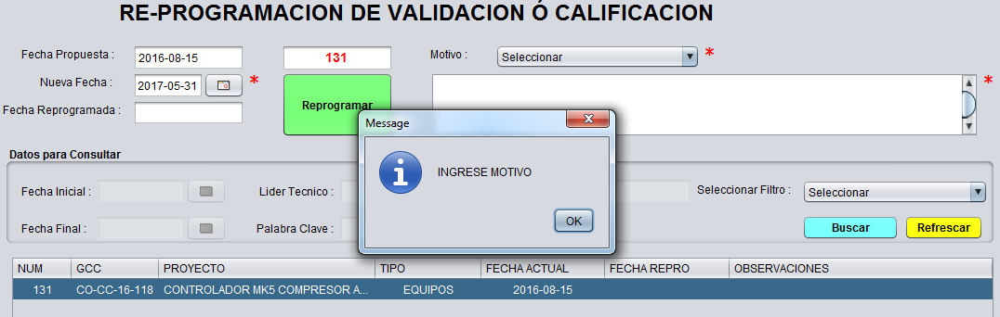 RE-PROGRAMACION DE VALIDACION Ó CALIFICACION
Fecha Propuesta : 2016-08-15 131 Motivo : Seleccionar *
Nueva Fecha : 2017-05-31 * Reprogramar *
Fecha Reprogramada :
Message
INGRESE MOTIVO
OK
Datos para Consultar
Fecha Inicial : Lider Tecnico : Seleccionar Filtro : Seleccionar
Fecha Final : Palabra Clave : Buscar Refrescar
NUM GCC PROYECTO TIPO FECHA ACTUAL FECHA REPRO OBSERVACIONES
131 CO-CC-16-118 CONTROLADOR MK5 COMPRESOR A... EQUIPOS 2016-08-15